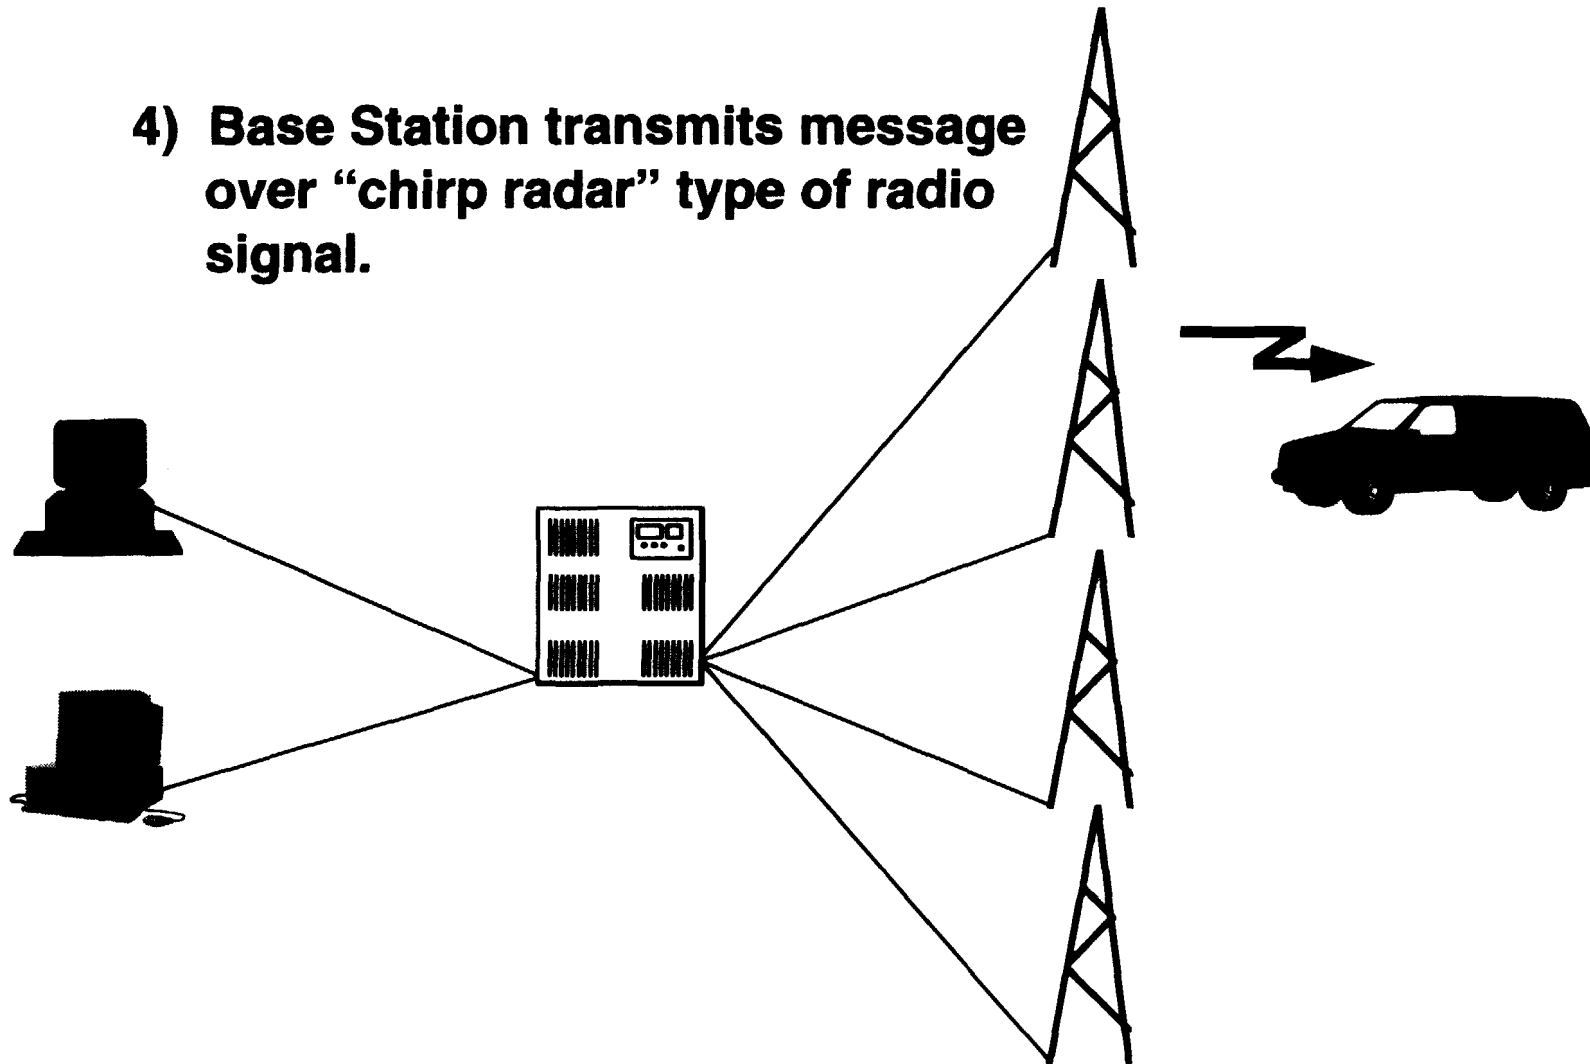 4) Base Station transmits message
over “chirp radar” type of radio
signal.